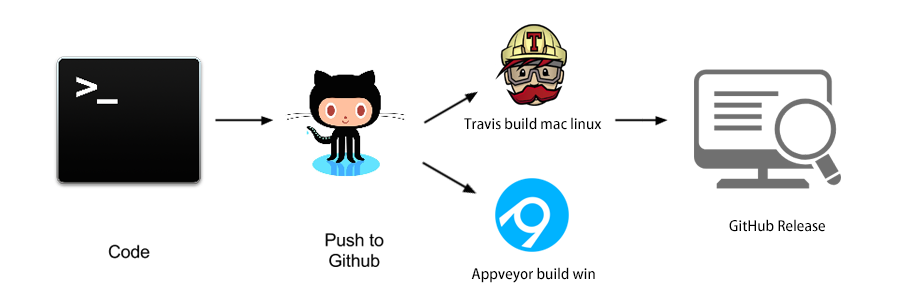 >_
T
Travis build mac linux
Code
Push to
Github
Appveyor build win
GitHub Release